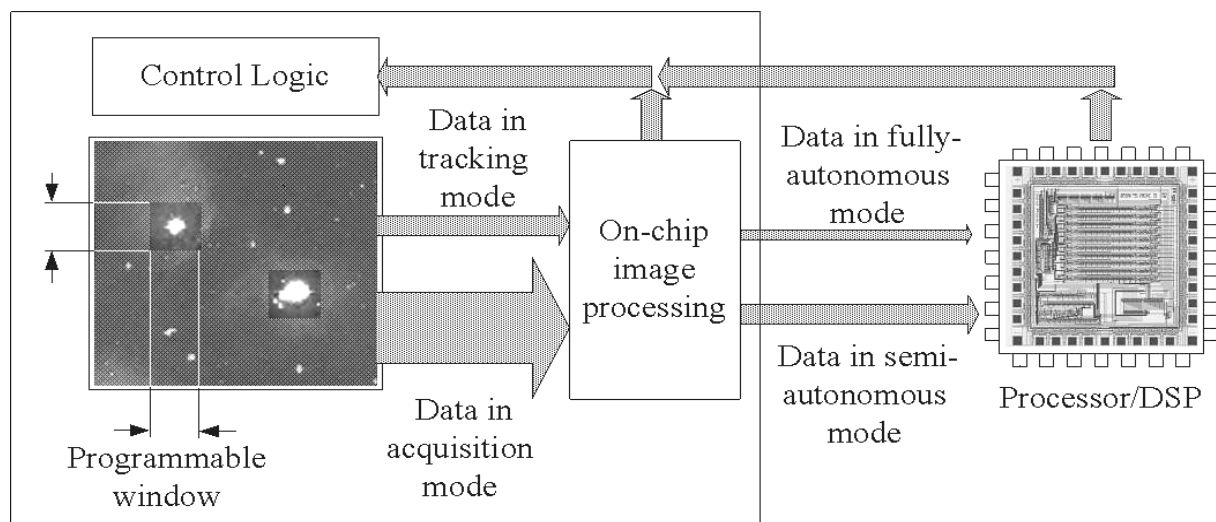 Control Logic
Data in
tracking
mode
Data in fully-
autonomous
mode
On-chip
image
processing
Data in
acquisition
mode
Data in semi-
autonomous
mode
Processor/DSP
Programmable
window